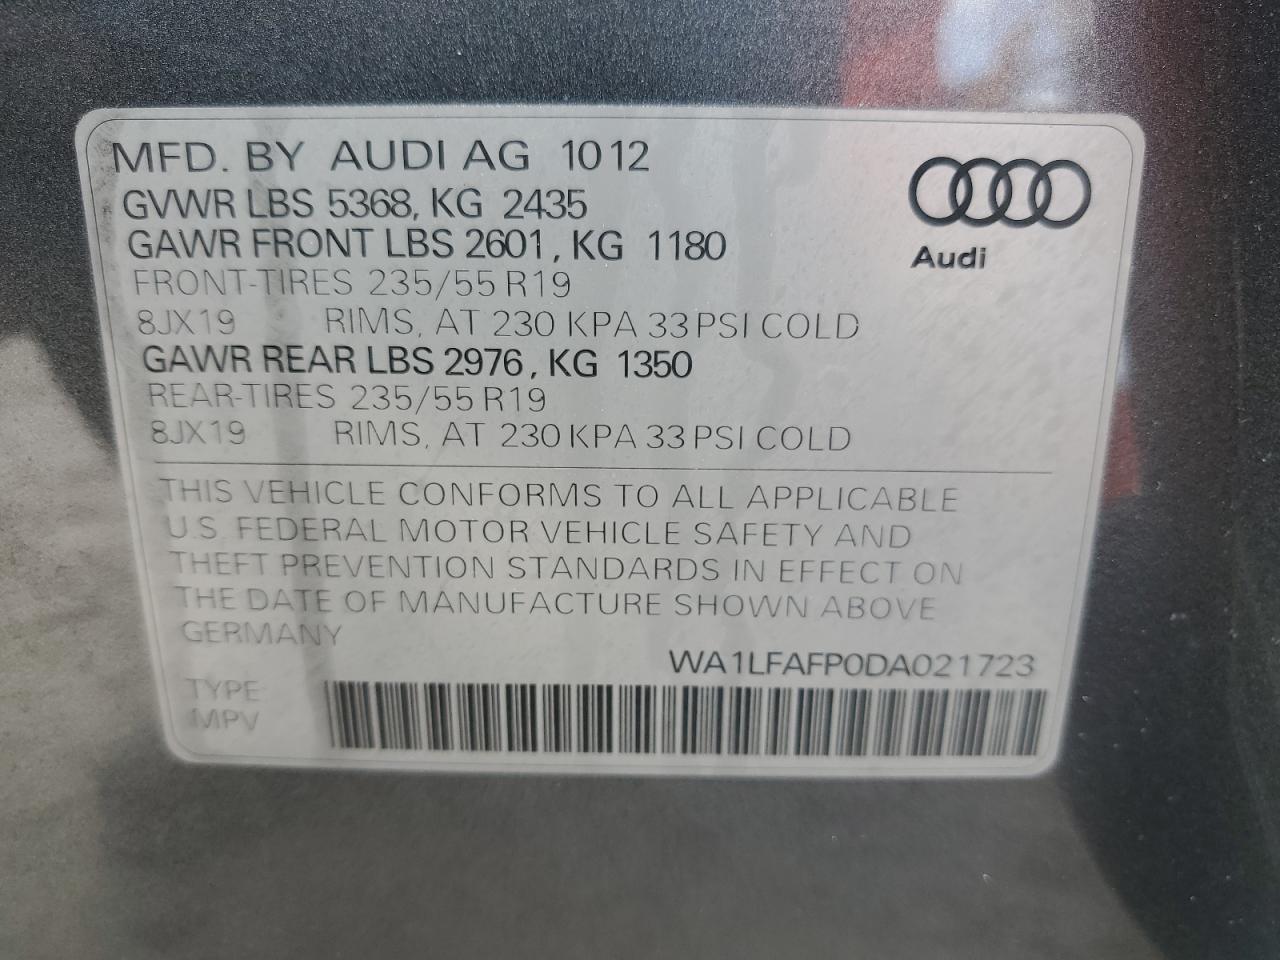 MFD. BY AUDI AG 10 12
GVWR LBS 5368, KG 2435
GAWR FRONT LBS 2601, KG 1180
FRONT-TIRES 235/55 R19
8JX19 RIMS, AT 230 KPA 33 PSI COLD
GAWR REAR LBS 2976, KG 1350
REAR-TIRES 235/55 R19
8JX19 RIMS, AT 230 KPA 33 PSI COLD
Audi
THIS VEHICLE CONFORMS TO ALL APPLICABLE
U.S. FEDERAL MOTOR VEHICLE SAFETY AND
THEFT PREVENTION STANDARDS IN EFFECT ON
THE DATE OF MANUFACTURE SHOWN ABOVE
GERMANY
WA1LFAFP0DA021723
TYPE
MPV